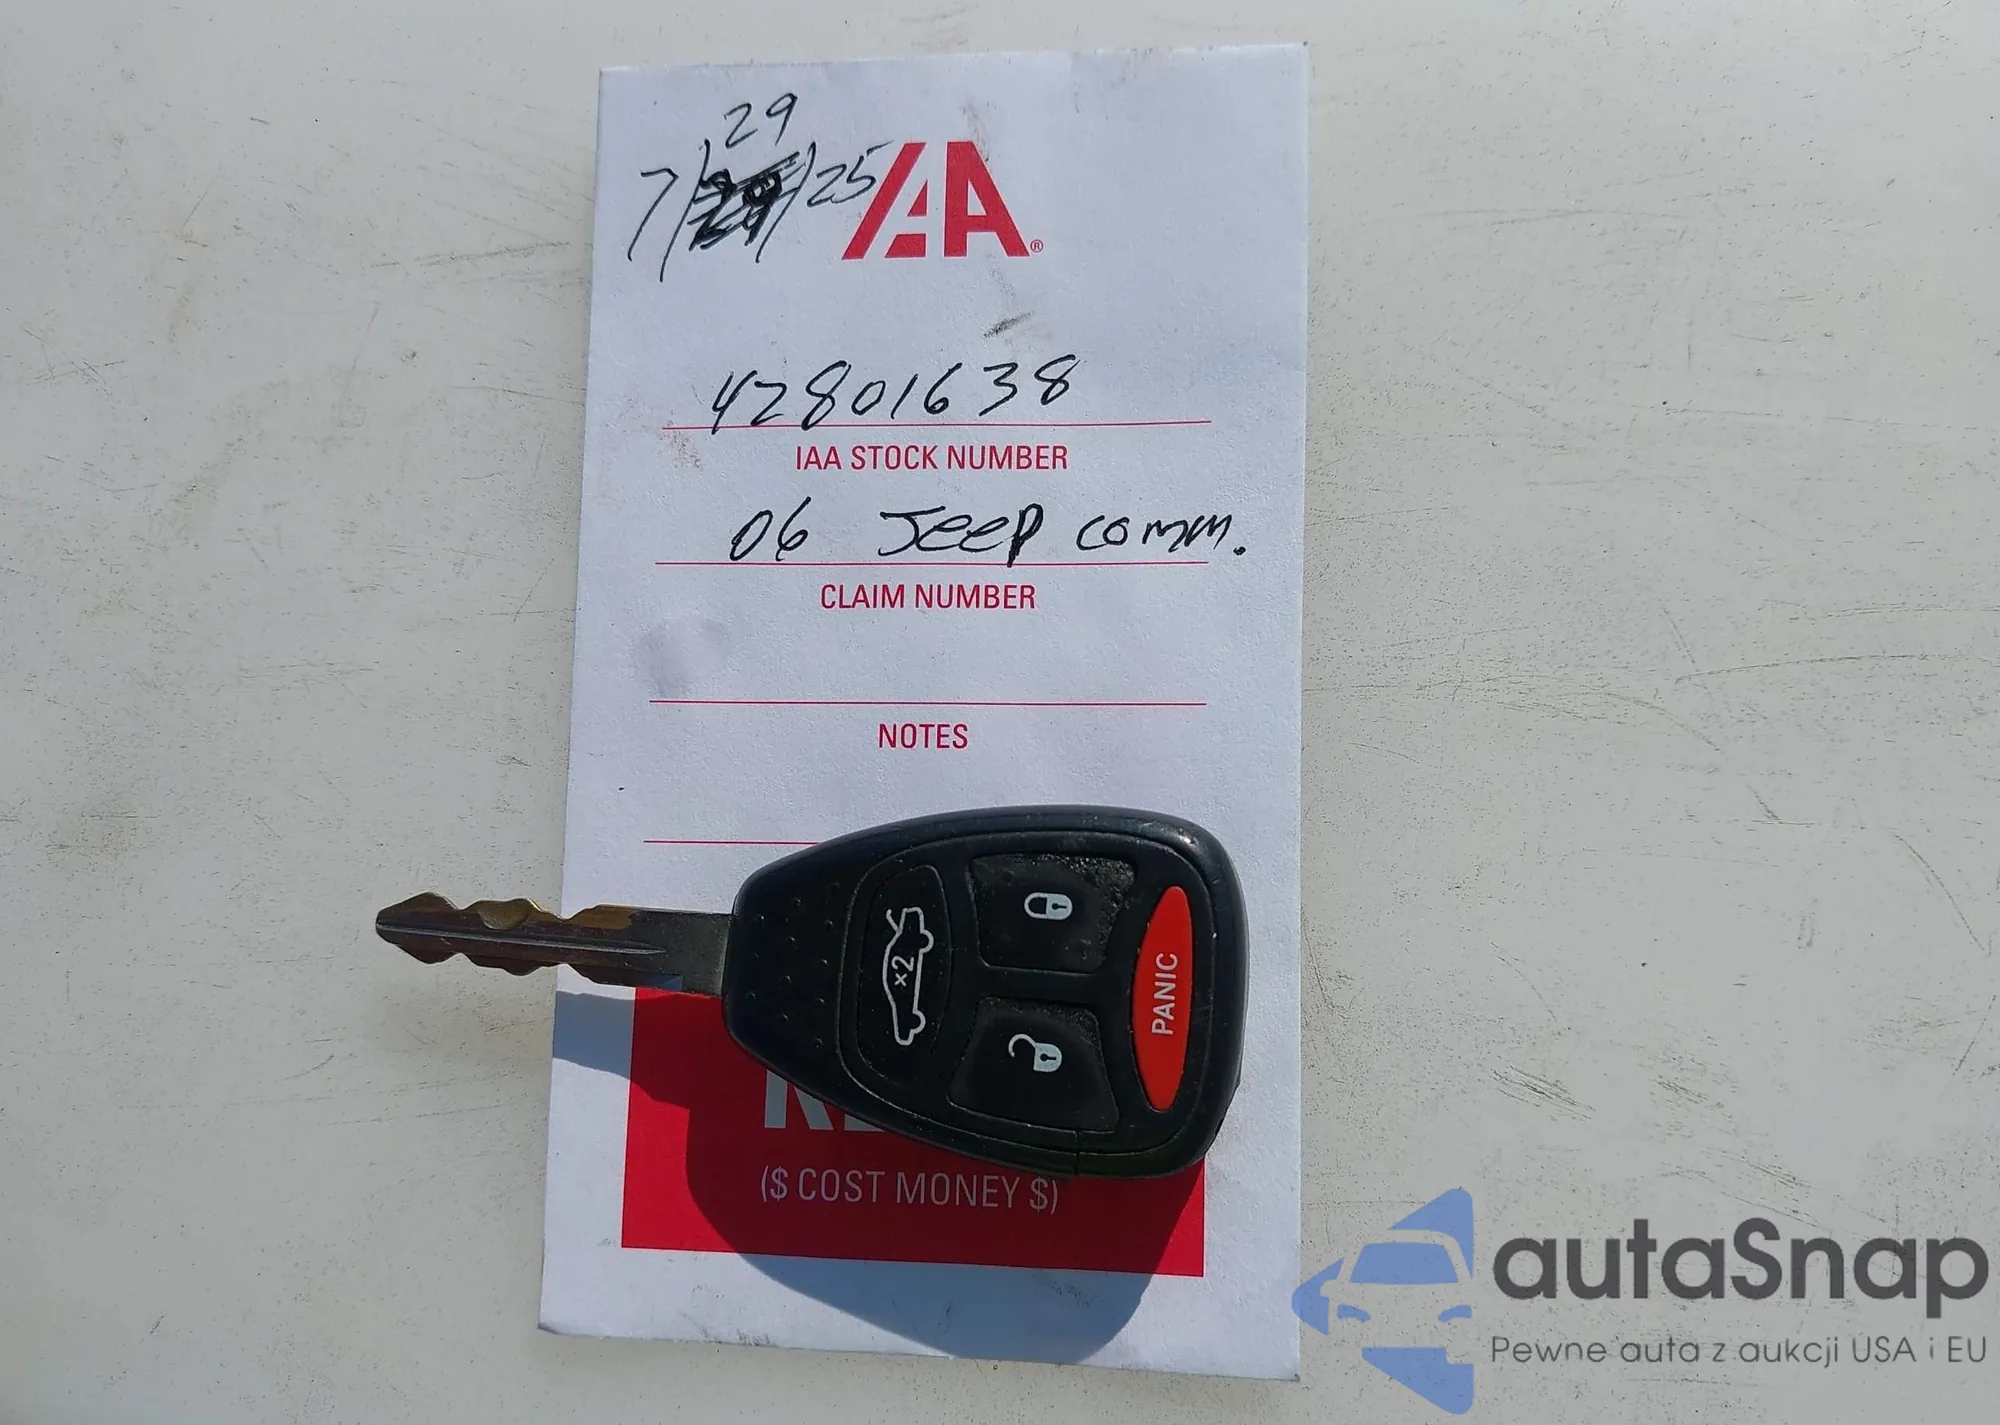 29
7/ /25
IAA®
42801638
IAA STOCK NUMBER
06 Jeep comm.
CLAIM NUMBER
NOTES
×2
PANIC
($ COST MONEY $)
autaSnap
Pewne auta z aukcji USA i EU